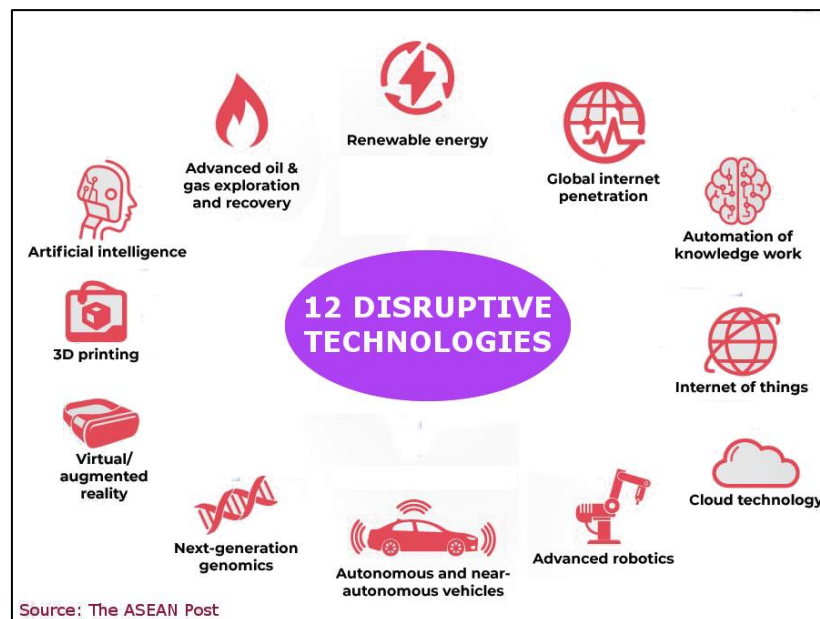 Renewable energy
Advanced oil &
gas exploration
and recovery
Global internet
penetration
Artificial intelligence
Automation of
knowledge work
12 DISRUPTIVE
TECHNOLOGIES
3D printing
Internet of things
Virtual/
augmented
reality
Cloud technology
Next-generation
genomics
Autonomous and near-
autonomous vehicles
Advanced robotics
Source: The ASEAN Post